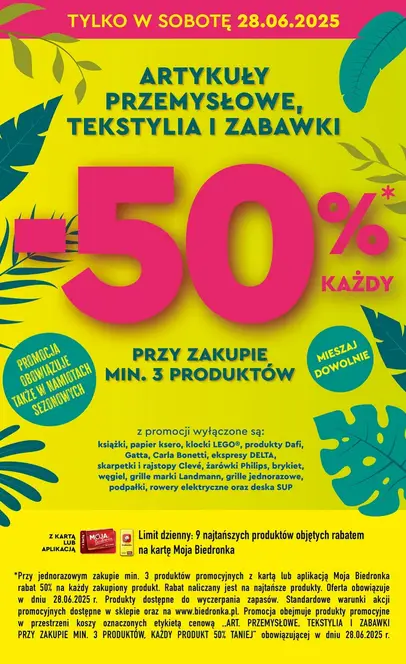 TYLKO W SOBOTĘ 28.06.2025
ARTYKUŁY
PRZEMYSŁOWE,
TEKSTYLIA I ZABAWKI
-50%*
KAŻDY
PRZY ZAKUPIE
MIN. 3 PRODUKTÓW
PROMOCJA
OBOWIĄZUJE
TAKŻE W NAMIOTACH
SEZONOWYCH
MIESZAJ
DOWOLNIE
z promocji wyłączone są:
książki, papier ksero, klocki LEGO®, produkty Dafi,
Gatta, Carla Bonetti, ekspresy DELTA,
skarpetki i rajstopy Clevé, żarówki Philips, brykiet,
węgiel, grille marki Landmann, grille jednorazowe,
podpałki, rowery elektryczne oraz deska SUP
Z KARTĄ
LUB
APLIKACJĄ
MOJA
Limit dzienny: 9 najtańszych produktów objętych rabatem
na kartę Moja Biedronka
*Przy jednorazowym zakupie min. 3 produktów promocyjnych z kartą lub aplikacją Moja Biedronka
rabat 50% na każdy zakupiony produkt. Rabat naliczany jest na najtańsze produkty. Oferta obowiązuje
w dniu 28.06.2025 r. Produkty dostępne do wyczerpania zapasów. Standardowe warunki akcji
promocyjnych dostępne w sklepie oraz na www.biedronka.pl. Promocja obejmuje produkty promocyjne
w przestrzeni koszy oznaczonych etykietą cenową „ART. PRZEMYSŁOWE, TEKSTYLIA I ZABAWKI
PRZY ZAKUPIE MIN. 3 PRODUKTÓW, KAŻDY PRODUKT 50% TANIEJ” obowiązującej w dniu 28.06.2025 r.